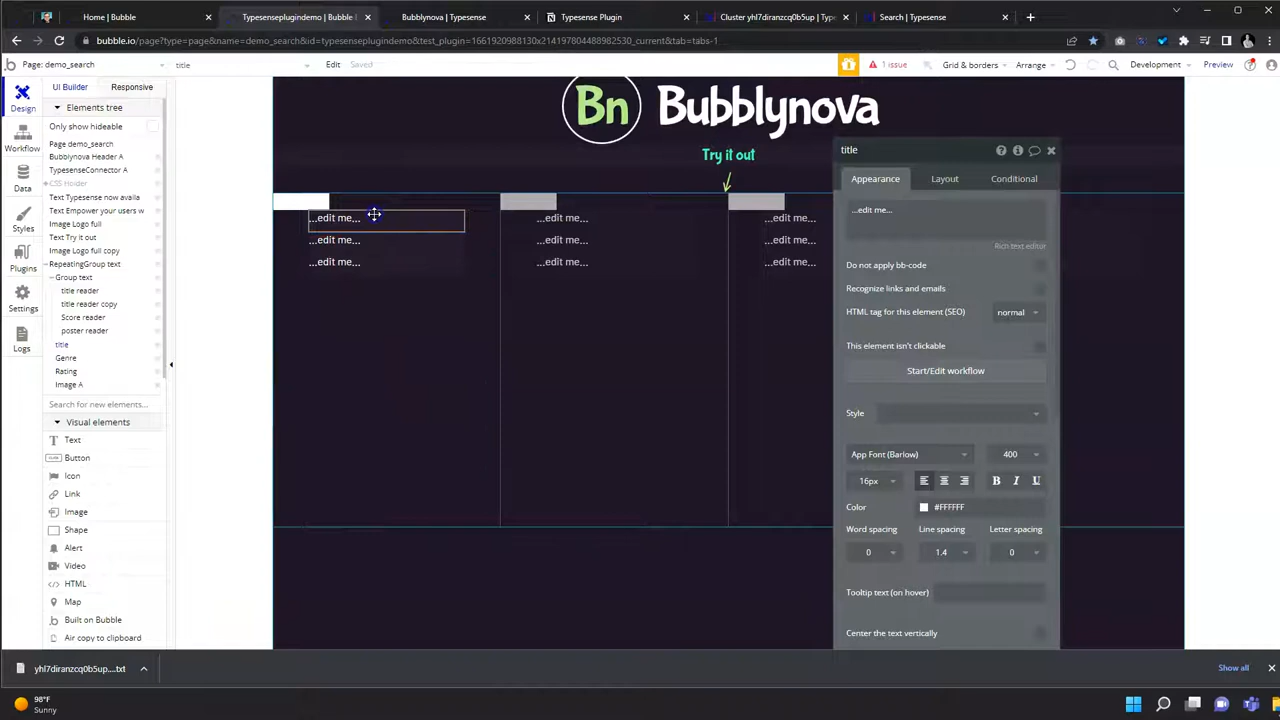 Home | Bubble
Typesenseplugindemo | Bubble |
Bubblynova | Typesense
Typesense Plugin
Cluster yhl7diranzcq0b5up | Type
Search | Typesense
bubble.io/page?type=page&name=demo_search&id=typesenseplugindemo&test_plugin=1661920988130x214197804488982530_current&tab=tabs-1
Page: demo_search
title
Edit
Saved
1 issue
Grid & borders
Arrange
Development
Preview
Design
Workflow
Data
Styles
Plugins
Settings
Logs
UI Builder
Responsive
Elements tree
Only show hideable
Page demo_search
Bubblynova Header A
TypesenseConnector A
CSS Holder
Text Typesense now availa
Text Empower your users w
Image Logo full
Text Try it out
Image Logo full copy
RepeatingGroup text
Group text
title reader
title reader copy
Score reader
poster reader
title
Genre
Rating
Image A
Search for new elements...
Visual elements
Text
Button
Icon
Link
Image
Shape
Alert
Video
HTML
Map
Built on Bubble
Air copy to clipboard
Bn Bubblynova
Try it out
...edit me...
...edit me...
...edit me...
...edit me...
...edit me...
...edit me...
...edit me...
...edit me...
...edit me...
title
Appearance
Layout
Conditional
...edit me...
Rich text editor
Do not apply bb-code
Recognize links and emails
HTML tag for this element (SEO)
normal
This element isn't clickable
Start/Edit workflow
Style
App Font (Barlow)
400
16px
B I U
Color
#FFFFFF
Word spacing
Line spacing
Letter spacing
0
1.4
0
Tooltip text (on hover)
Center the text vertically
yhl7diranzcq0b5up....txt
Show all
98°F
Sunny